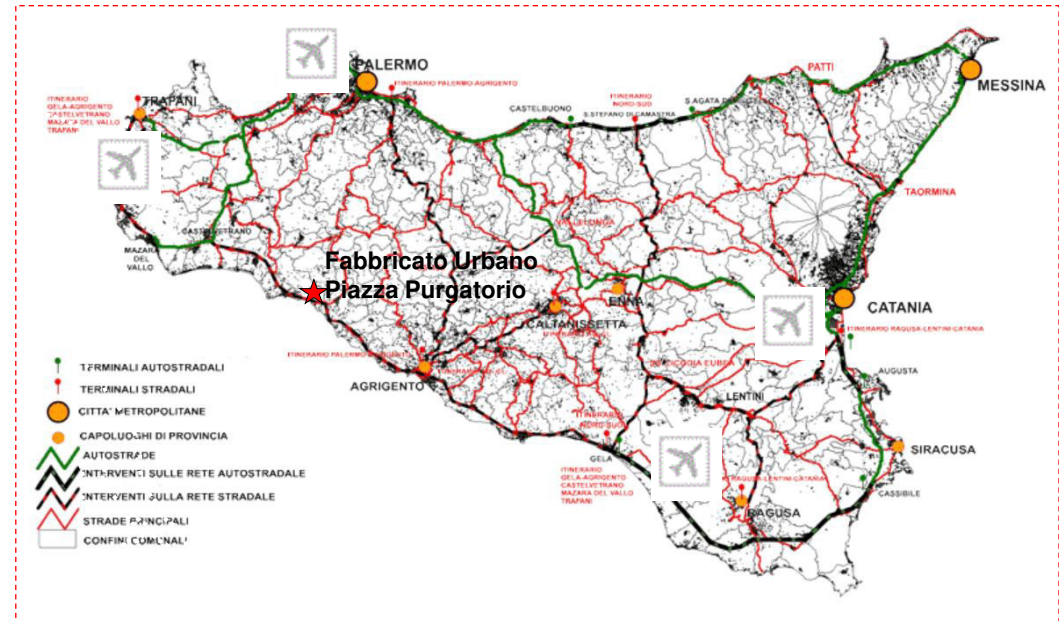 PALERMO
ITINERARIO PALERMO-AGRIGENTO
PATTI
MESSINA
ITINERARIO
GELA-AGRIGENTO
CASTELVETRANO
MAZARA DEL VALLO
TRAPANI
TRAPANI
CASTELBUONO
ITINERARIO
NORD-SUD
S.STEFANO DI CAMASTRA
S.AGATA
TAORMINA
VALLELONGA
CASTELVETRANO
MAZARA
DEL
VALLO
Fabbricato Urbano
Piazza Purgatorio
ENNA
CALTANISSETTA
CATANIA
ITINERARIO RAGUSA-LENTINI-CATANIA
ITINERARIO PALERMO
AGRIGENTO
AUGUSTA
LENTINI
ITINERARIO
NORD-SUD
GELA
SIRACUSA
ITINERARIO
GELA-AGRIGENTO
CASTELVETRANO
MAZARA DEL VALLO
TRAPANI
RAGUSA-LENTINI-CATANIA
CASSIBILE
RAGUSA
TERMINALI AUTOSTRADALI
TERMINALI STRADALI
CITTA' METROPOLITANE
CAPOLUOGHI DI PROVINCIA
AUTOSTRADE
INTERVENTI SULLE RETE AUTOSTRADALE
INTERVENTI SULLA RETE STRADALE
STRADE PRINCIPALI
CONFINI COMUNALI